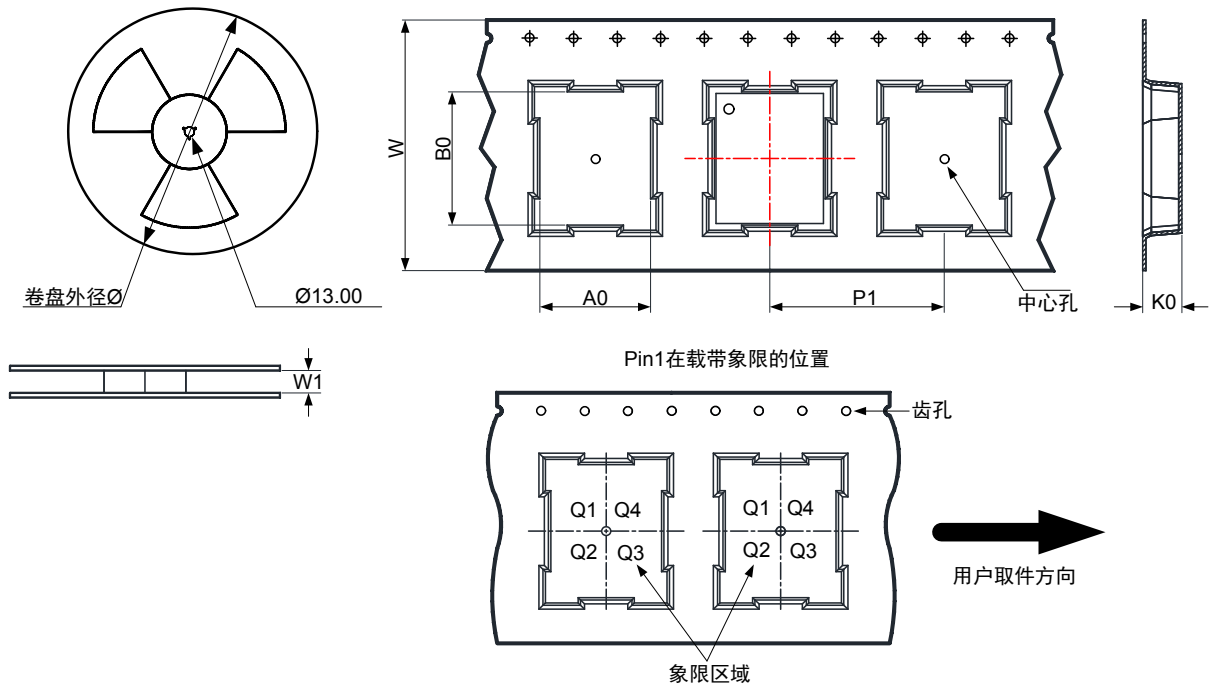 W
B0
A0
P1
中心孔
K0
卷盘外径Ø
Ø13.00
W1
Pin1在载带象限的位置
齿孔
Q1 Q4
Q2 Q3
Q1 Q4
Q2 Q3
用户取件方向
象限区域